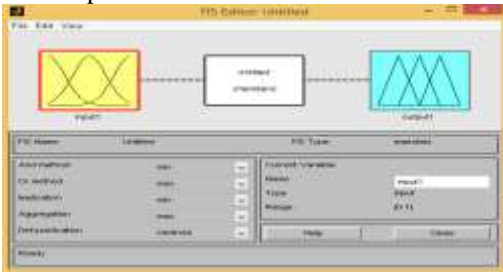 FIS Editor: Untitled
File Edit View
input1
Untitled
(mamdani)
output1
FIS Name: Untitled FIS Type: mamdani
And method min
Or method max
Implication min
Aggregation max
Defuzzification centroid
Current Variable
Name input1
Type input
Range [0 1]
Help Close
Ready